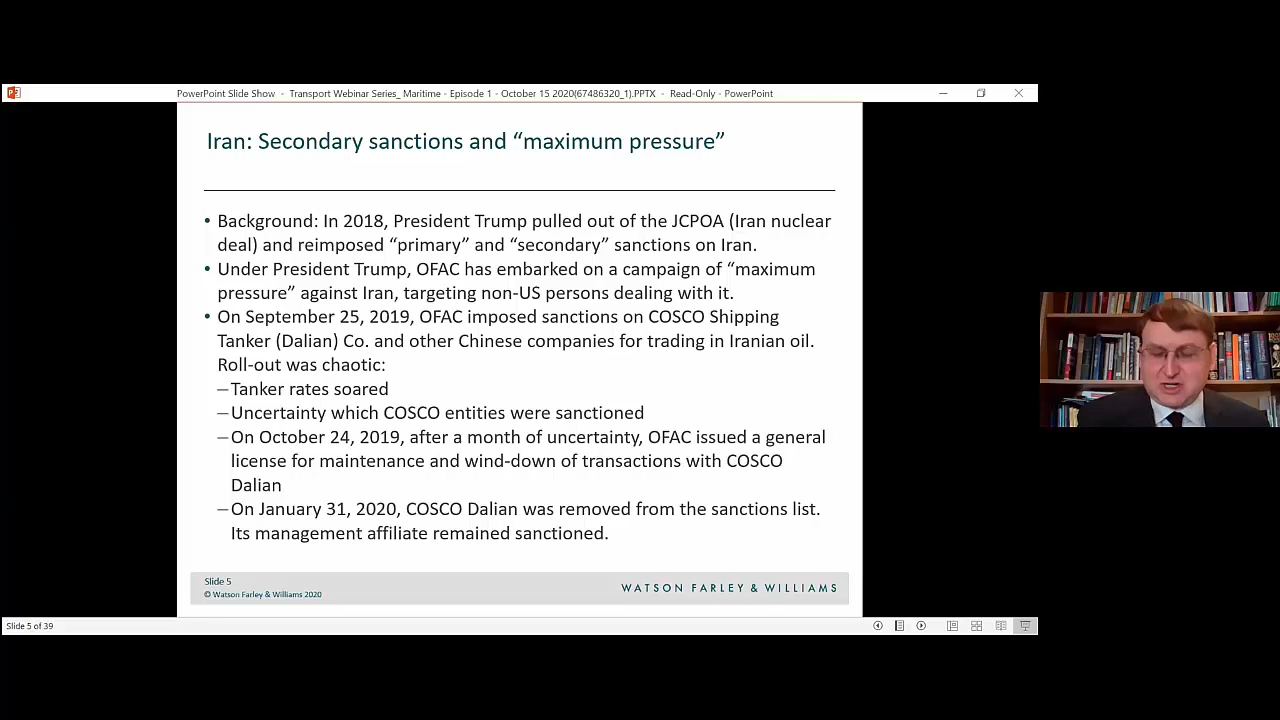 PowerPoint Slide Show - Transport Webinar Series_ Maritime - Episode 1 - October 15 2020(67486320_1).PPTX - Read-Only - PowerPoint
Iran: Secondary sanctions and “maximum pressure”
• Background: In 2018, President Trump pulled out of the JCPOA (Iran nuclear
deal) and reimposed “primary” and “secondary” sanctions on Iran.
• Under President Trump, OFAC has embarked on a campaign of “maximum
pressure” against Iran, targeting non-US persons dealing with it.
• On September 25, 2019, OFAC imposed sanctions on COSCO Shipping
Tanker (Dalian) Co. and other Chinese companies for trading in Iranian oil.
Roll-out was chaotic:
–Tanker rates soared
–Uncertainty which COSCO entities were sanctioned
–On October 24, 2019, after a month of uncertainty, OFAC issued a general
license for maintenance and wind-down of transactions with COSCO
Dalian
–On January 31, 2020, COSCO Dalian was removed from the sanctions list.
Its management affiliate remained sanctioned.
Slide 5
© Watson Farley & Williams 2020
WATSON FARLEY & WILLIAMS
Slide 5 of 39